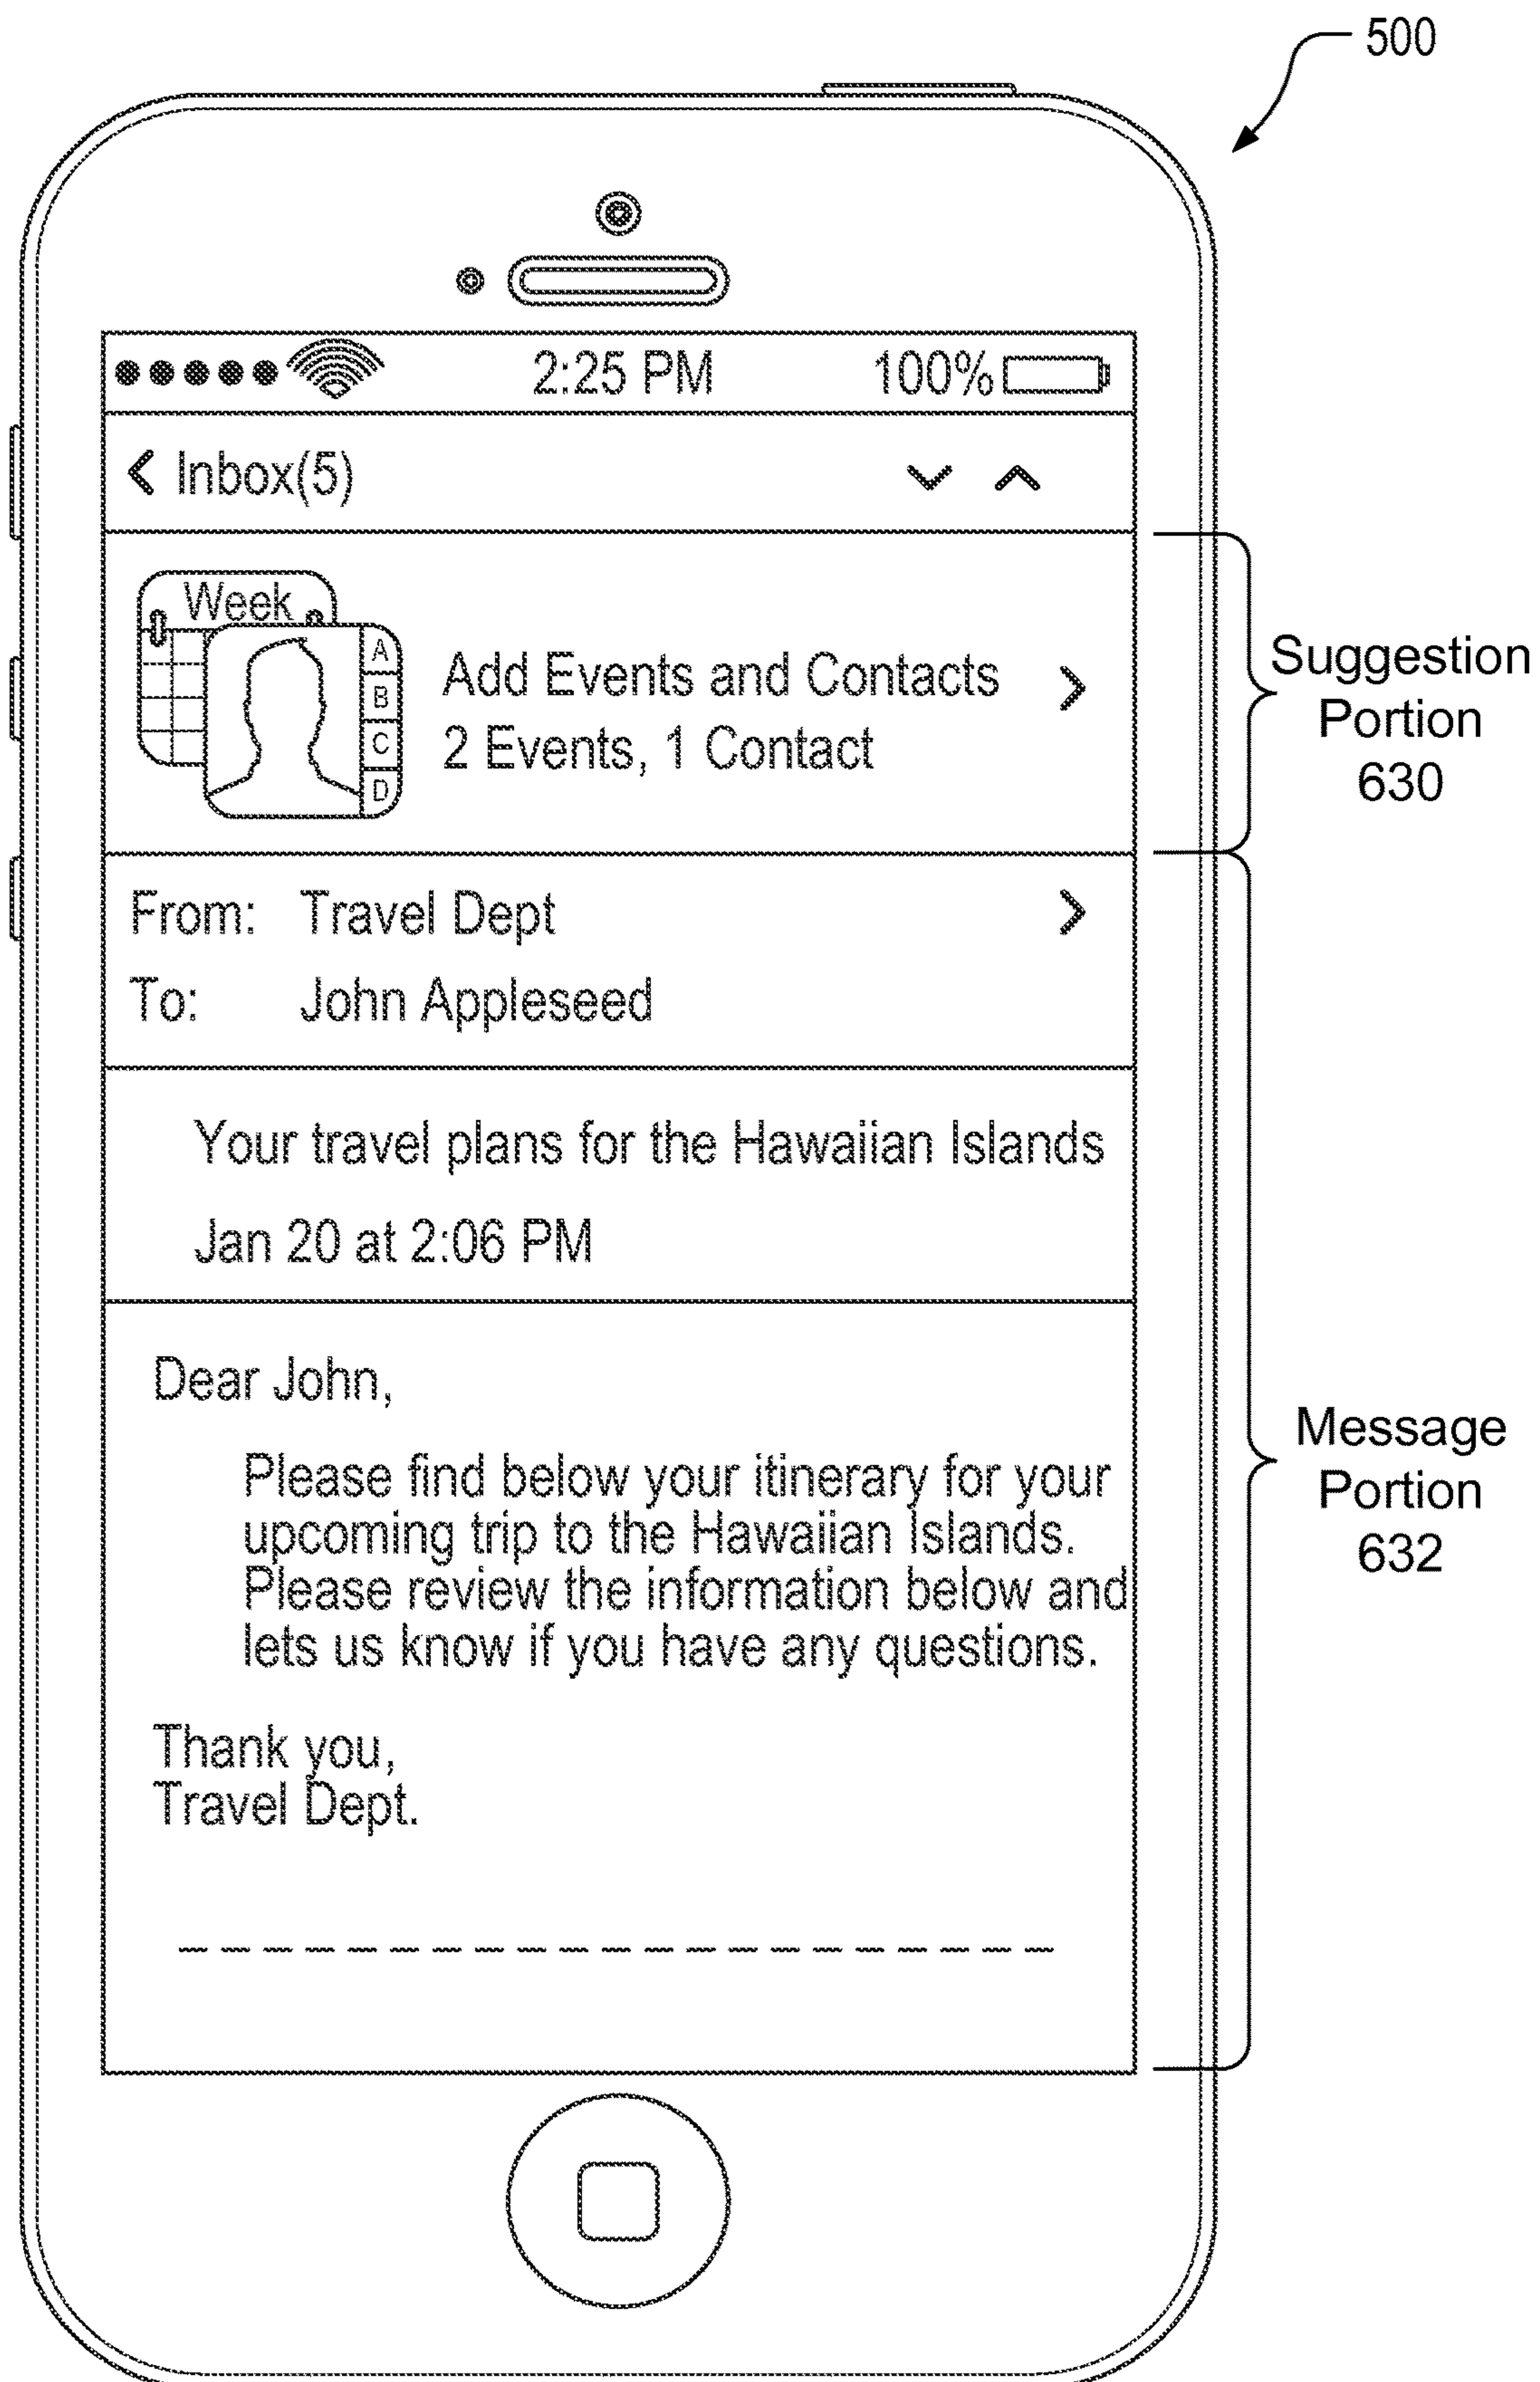 500
2:25 PM 100%
Inbox(5)
Week
A
B
C
D
Add Events and Contacts
2 Events, 1 Contact
Suggestion
Portion
630
From: Travel Dept
To: John Appleseed
Your travel plans for the Hawaiian Islands
Jan 20 at 2:06 PM
Dear John,
Please find below your itinerary for your
upcoming trip to the Hawaiian Islands.
Please review the information below and
lets us know if you have any questions.
Thank you,
Travel Dept.
Message
Portion
632